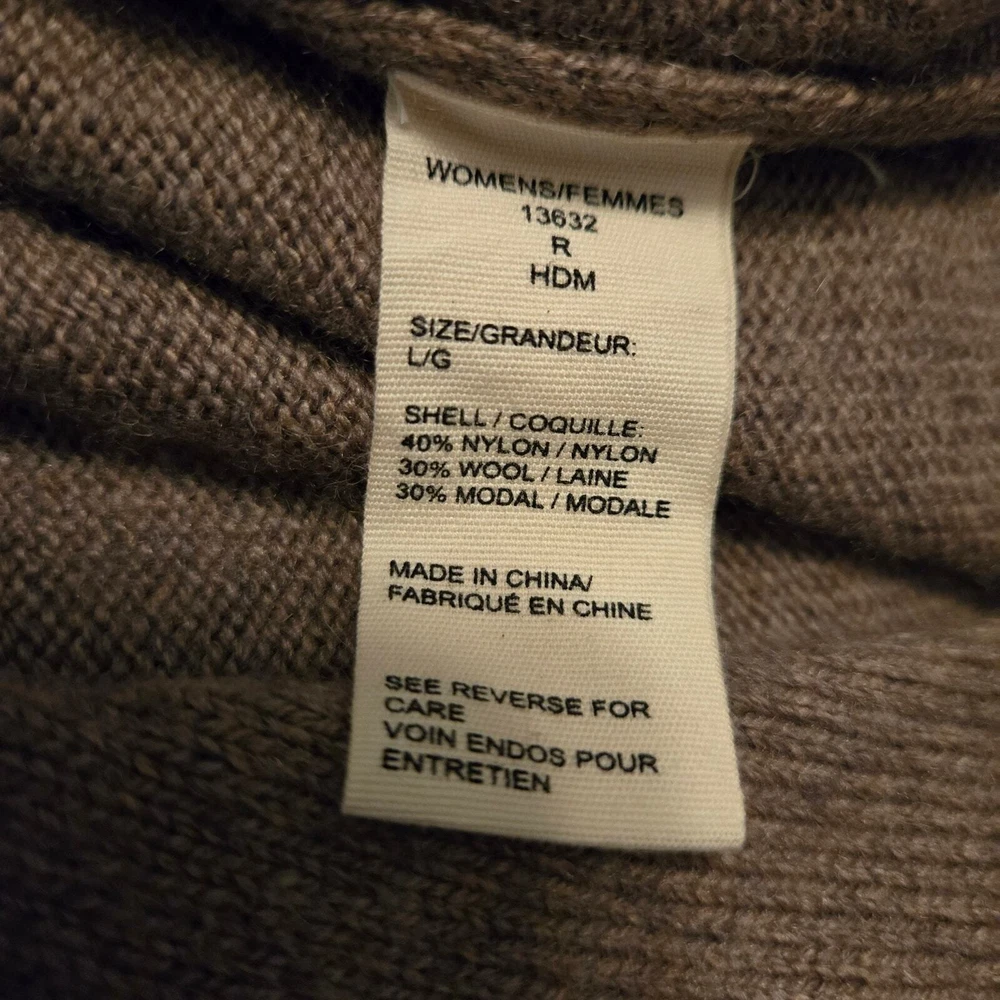 WOMENS/FEMMES
13632
R
HDM
SIZE/GRANDEUR:
L/G
SHELL / COQUILLE:
40% NYLON / NYLON
30% WOOL / LAINE
30% MODAL / MODALE
MADE IN CHINA/
FABRIQUÉ EN CHINE
SEE REVERSE FOR
CARE
VOIN ENDOS POUR
ENTRETIEN